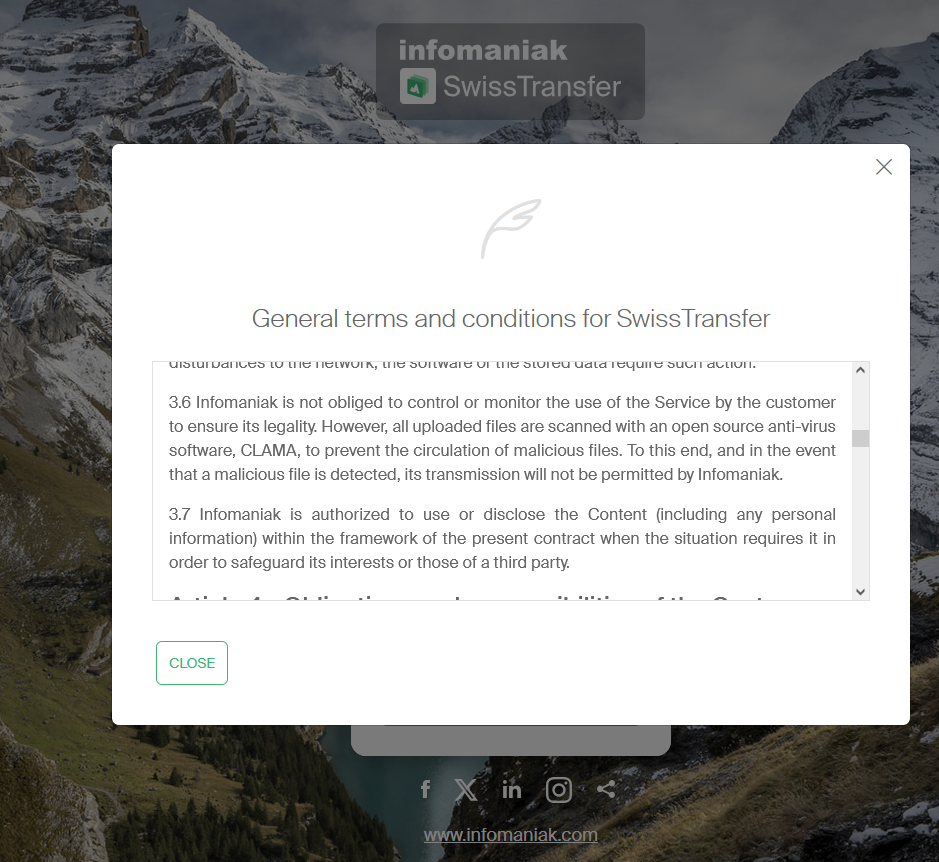 infomaniak
SwissTransfer
General terms and conditions for SwissTransfer
disturbances to the network, the software or the stored data require such action.
3.6 Infomaniak is not obliged to control or monitor the use of the Service by the customer
to ensure its legality. However, all uploaded files are scanned with an open source anti-virus
software, CLAMA, to prevent the circulation of malicious files. To this end, and in the event
that a malicious file is detected, its transmission will not be permitted by Infomaniak.
3.7 Infomaniak is authorized to use or disclose the Content (including any personal
information) within the framework of the present contract when the situation requires it in
order to safeguard its interests or those of a third party.
CLOSE
www.infomaniak.com